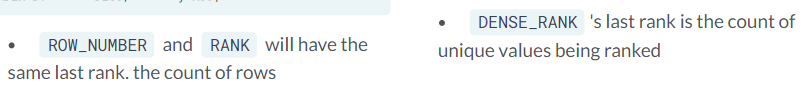 • ROW_NUMBER and RANK will have the
same last rank. the count of rows
• DENSE_RANK 's last rank is the count of
unique values being ranked